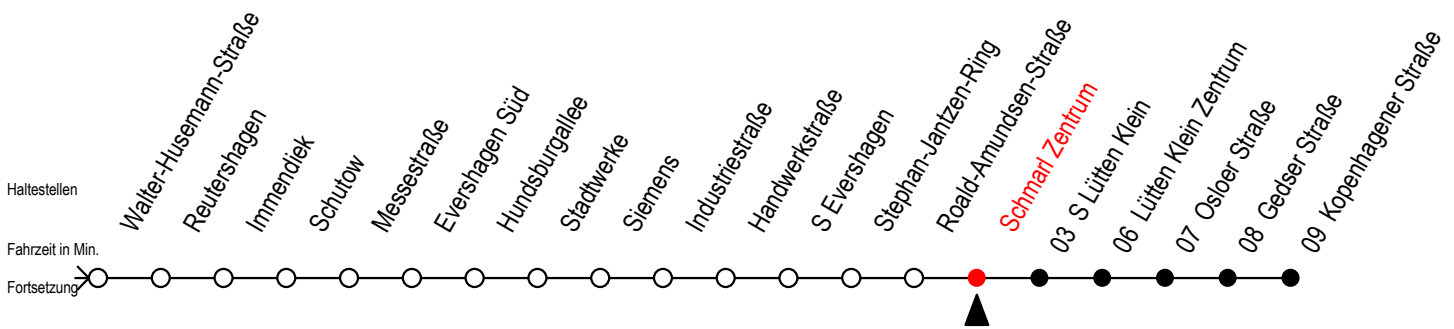 Haltestellen
Walter-Husemann-Straße
Reutershagen
Immendiek
Schutow
Messestraße
Evershagen Süd
Hundsburgallee
Stadtwerke
Siemens
Industriestraße
Handwerkstraße
S Evershagen
Stephan-Jantzen-Ring
Roald-Amundsen-Straße
Schmarl Zentrum
03 S Lütten Klein
06 Lütten Klein Zentrum
07 Osloer Straße
08 Gedser Straße
09 Kopenhagener Straße
Fahrzeit in Min.
Fortsetzung